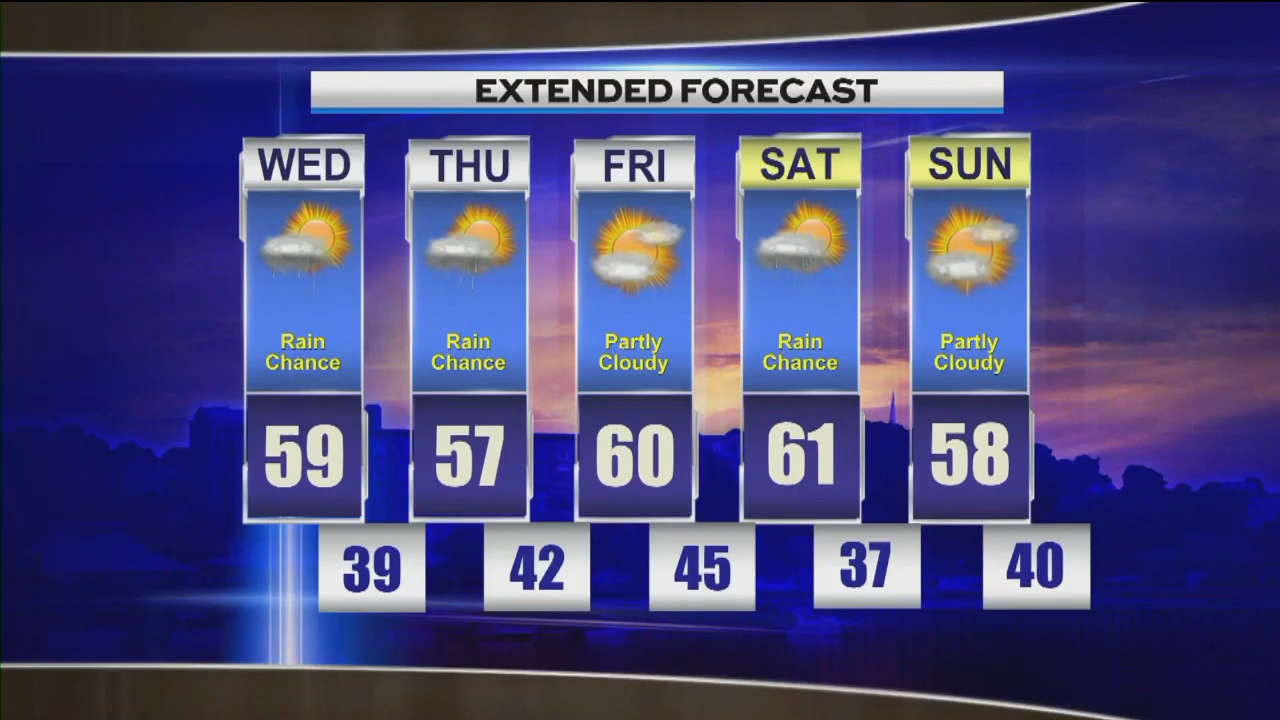 EXTENDED FORECAST
WED THU FRI SAT SUN
Rain Chance Rain Chance Partly Cloudy Rain Chance Partly Cloudy
59 57 60 61 58
39 42 45 37 40